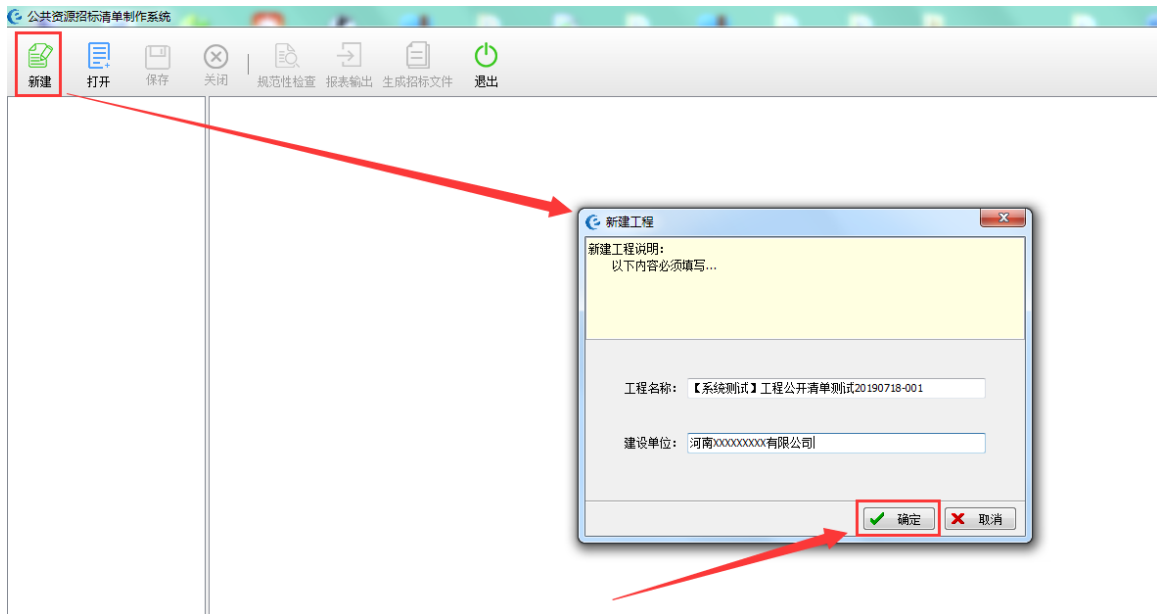 公共资源招标清单制作系统
新建 打开 保存 关闭 规范性检查 报表输出 生成招标文件 退出
新建工程
新建工程说明:
以下内容必须填写...
工程名称: 【系统测试】工程公开清单测试20190718-001
建设单位: 河南XXXXXXXXX有限公司
确定 取消